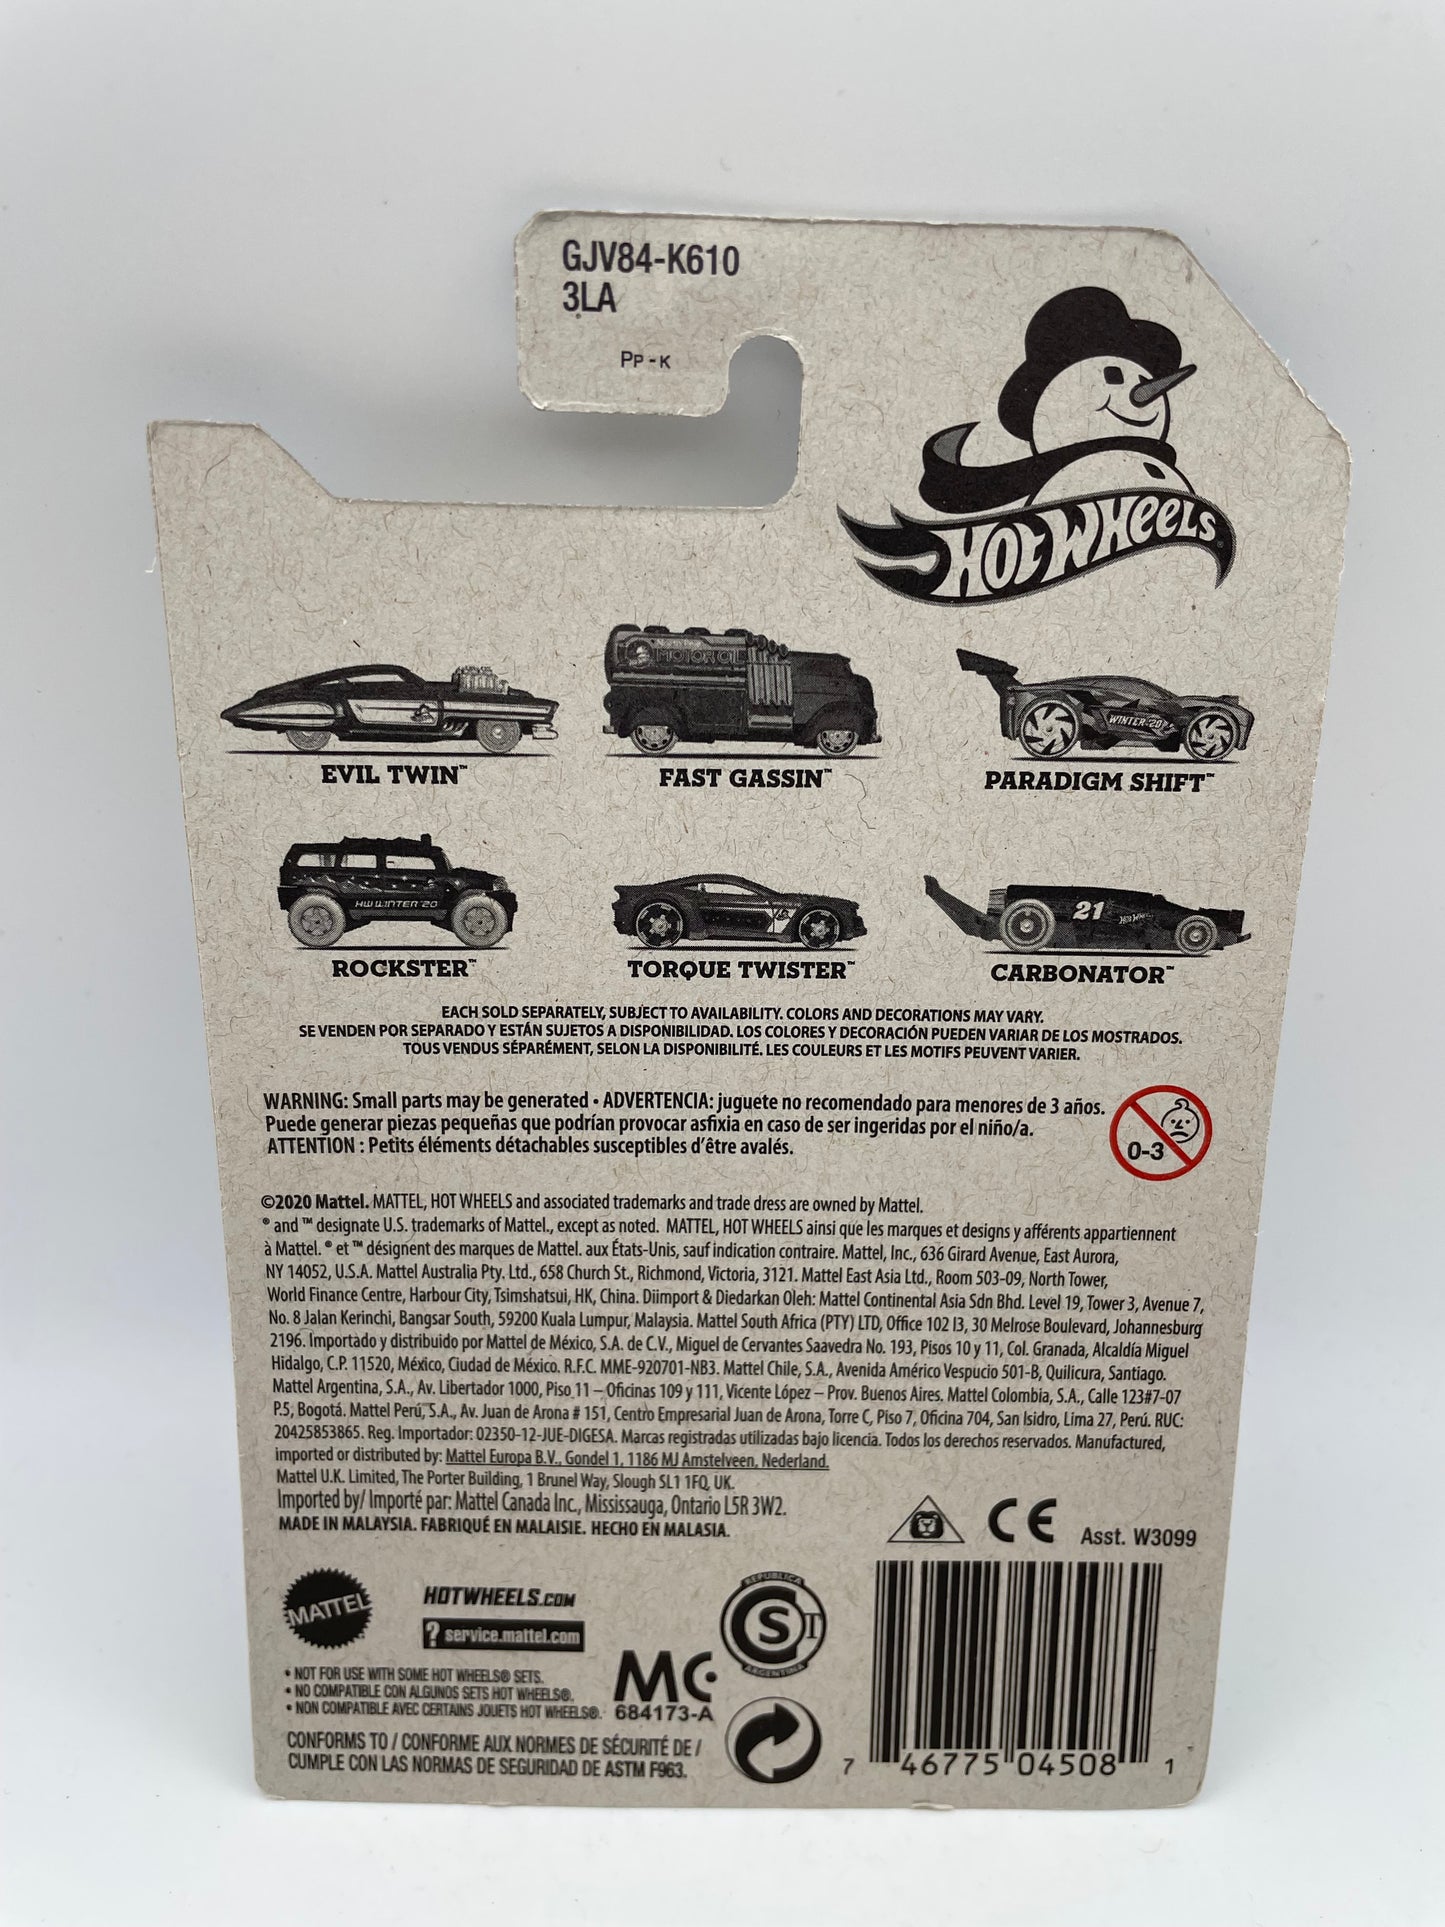 GJV84-K610
3LA
PP - K
HOT WHEELS®
MOTOR OIL
WINTER '20
EVIL TWIN™
FAST GASSIN™
PARADIGM SHIFT™
HW WINTER '20
21
ROCKSTER™
TORQUE TWISTER™
CARBONATOR™
EACH SOLD SEPARATELY, SUBJECT TO AVAILABILITY. COLORS AND DECORATIONS MAY VARY.
SE VENDEN POR SEPARADO Y ESTÁN SUJETOS A DISPONIBILIDAD. LOS COLORES Y DECORACIÓN PUEDEN VARIAR DE LOS MOSTRADOS.
TOUS VENDUS SÉPARÉMENT, SELON LA DISPONIBILITÉ. LES COULEURS ET LES MOTIFS PEUVENT VARIER.
WARNING: Small parts may be generated • ADVERTENCIA: juguete no recomendado para menores de 3 años.
Puede generar piezas pequeñas que podrían provocar asfixia en caso de ser ingeridas por el niño/a.
ATTENTION : Petits éléments détachables susceptibles d'être avalés.
0-3
©2020 Mattel. MATTEL, HOT WHEELS and associated trademarks and trade dress are owned by Mattel.
® and ™ designate U.S. trademarks of Mattel., except as noted. MATTEL, HOT WHEELS ainsi que les marques et designs y afférents appartiennent
à Mattel. ® et ™ désignent des marques de Mattel. aux États-Unis, sauf indication contraire. Mattel, Inc., 636 Girard Avenue, East Aurora,
NY 14052, U.S.A. Mattel Australia Pty. Ltd., 658 Church St., Richmond, Victoria, 3121. Mattel East Asia Ltd., Room 503-09, North Tower,
World Finance Centre, Harbour City, Tsimshatsui, HK, China. Diimport & Diedarkan Oleh: Mattel Continental Asia Sdn Bhd. Level 19, Tower 3, Avenue 7,
No. 8 Jalan Kerinchi, Bangsar South, 59200 Kuala Lumpur, Malaysia. Mattel South Africa (PTY) LTD, Office 102 I3, 30 Melrose Boulevard, Johannesburg
2196. Importado y distribuido por Mattel de México, S.A. de C.V., Miguel de Cervantes Saavedra No. 193, Pisos 10 y 11, Col. Granada, Alcaldía Miguel
Hidalgo, C.P. 11520, México, Ciudad de México. R.F.C. MME-920701-NB3. Mattel Chile, S.A., Avenida Américo Vespucio 501-B, Quilicura, Santiago.
Mattel Argentina, S.A., Av. Libertador 1000, Piso 11 – Oficinas 109 y 111, Vicente López – Prov. Buenos Aires. Mattel Colombia, S.A., Calle 123#7-07
P.5, Bogotá. Mattel Perú, S.A., Av. Juan de Arona # 151, Centro Empresarial Juan de Arona, Torre C, Piso 7, Oficina 704, San Isidro, Lima 27, Perú. RUC:
20425853865. Reg. Importador: 02350-12-JUE-DIGESA. Marcas registradas utilizadas bajo licencia. Todos los derechos reservados. Manufactured,
imported or distributed by: Mattel Europa B.V., Gondel 1, 1186 MJ Amstelveen, Nederland.
Mattel U.K. Limited, The Porter Building, 1 Brunel Way, Slough SL1 1FQ, UK.
Imported by/ Importé par: Mattel Canada Inc., Mississauga, Ontario L5R 3W2.
MADE IN MALAYSIA. FABRIQUÉ EN MALAISIE. HECHO EN MALASIA.
CE
Asst. W3099
MATTEL
HOTWHEELS.COM
? service.mattel.com
REPUBLICA
CST
ARGENTINA
• NOT FOR USE WITH SOME HOT WHEELS® SETS.
• NO COMPATIBLE CON ALGUNOS SETS HOT WHEELS®.
• NON COMPATIBLE AVEC CERTAINS JOUETS HOT WHEELS®.
MC
684173-A
CONFORMS TO / CONFORME AUX NORMES DE SÉCURITÉ DE /
CUMPLE CON LAS NORMAS DE SEGURIDAD DE ASTM F963.
7 46775 04508 1